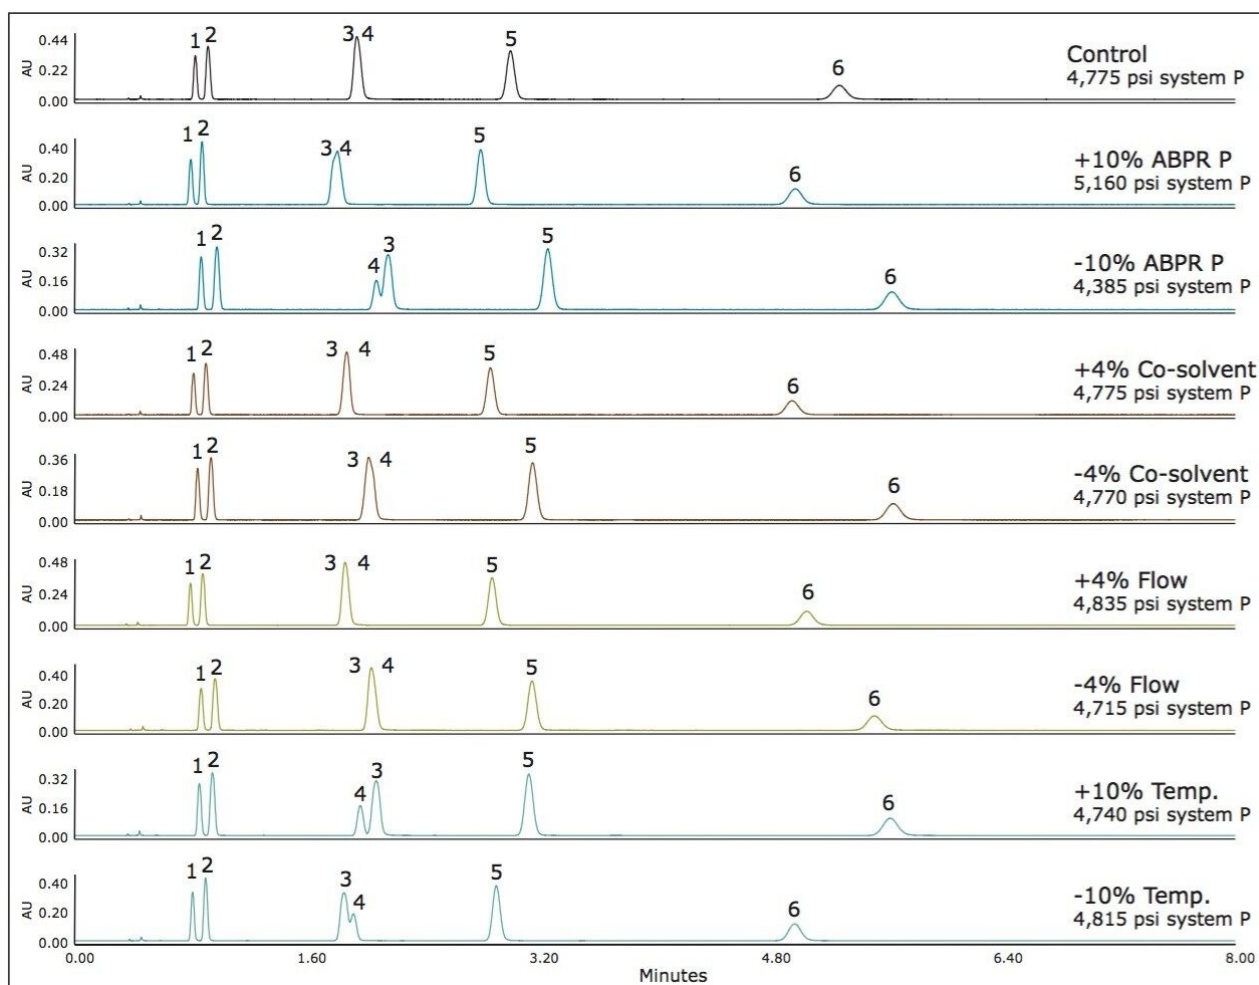 0.44
0.22
0.00
AU
1 2 3 4 5 6
Control
4,775 psi system P
0.40
0.20
0.00
AU
1 2 3 4 5 6
+10% ABPR P
5,160 psi system P
0.32
0.16
0.00
AU
1 2 4 3 5 6
-10% ABPR P
4,385 psi system P
0.48
0.24
0.00
AU
1 2 3 4 5 6
+4% Co-solvent
4,775 psi system P
0.36
0.18
0.00
AU
1 2 3 4 5 6
-4% Co-solvent
4,770 psi system P
0.48
0.24
0.00
AU
1 2 3 4 5 6
+4% Flow
4,835 psi system P
0.40
0.20
0.00
AU
1 2 3 4 5 6
-4% Flow
4,715 psi system P
0.32
0.16
0.00
AU
1 2 4 3 5 6
+10% Temp.
4,740 psi system P
0.40
0.20
0.00
AU
1 2 3 4 5 6
-10% Temp.
4,815 psi system P
0.00 1.60 3.20 4.80 6.40 8.00
Minutes